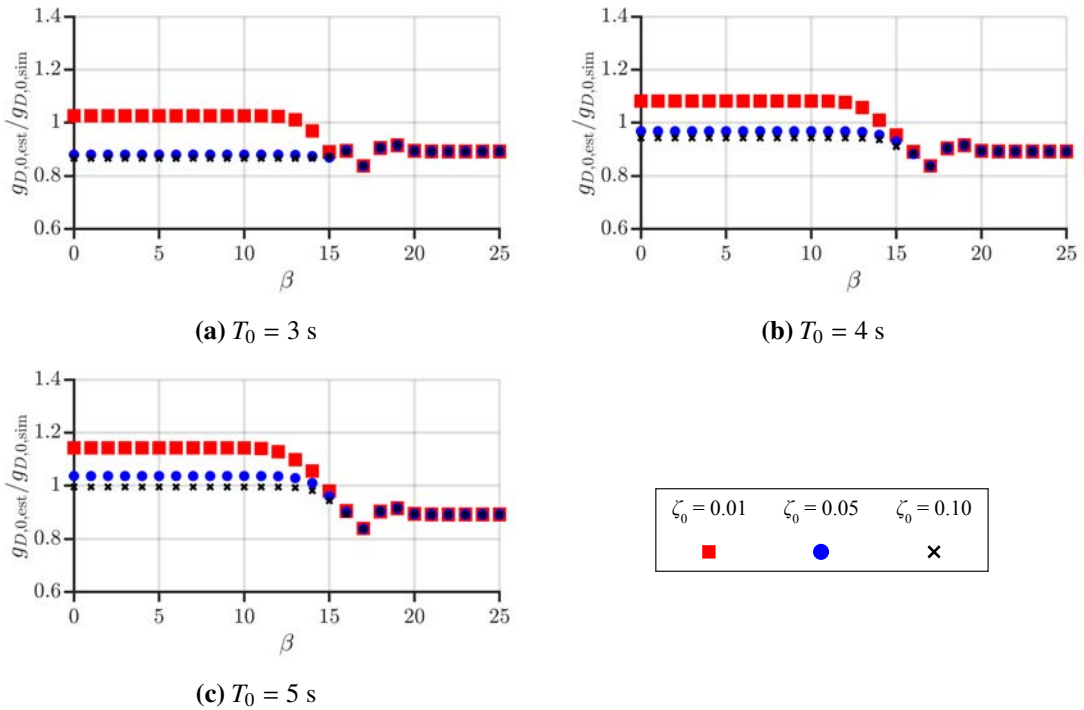 1.4
1.2
1
0.8
0.6
g_{D,0,est}/g_{D,0,sim}
0 5 10 15 20 25
β
(a) T_0 = 3 s
1.4
1.2
1
0.8
0.6
g_{D,0,est}/g_{D,0,sim}
0 5 10 15 20 25
β
(b) T_0 = 4 s
1.4
1.2
1
0.8
0.6
g_{D,0,est}/g_{D,0,sim}
0 5 10 15 20 25
β
(c) T_0 = 5 s
ζ_0 = 0.01 ζ_0 = 0.05 ζ_0 = 0.10